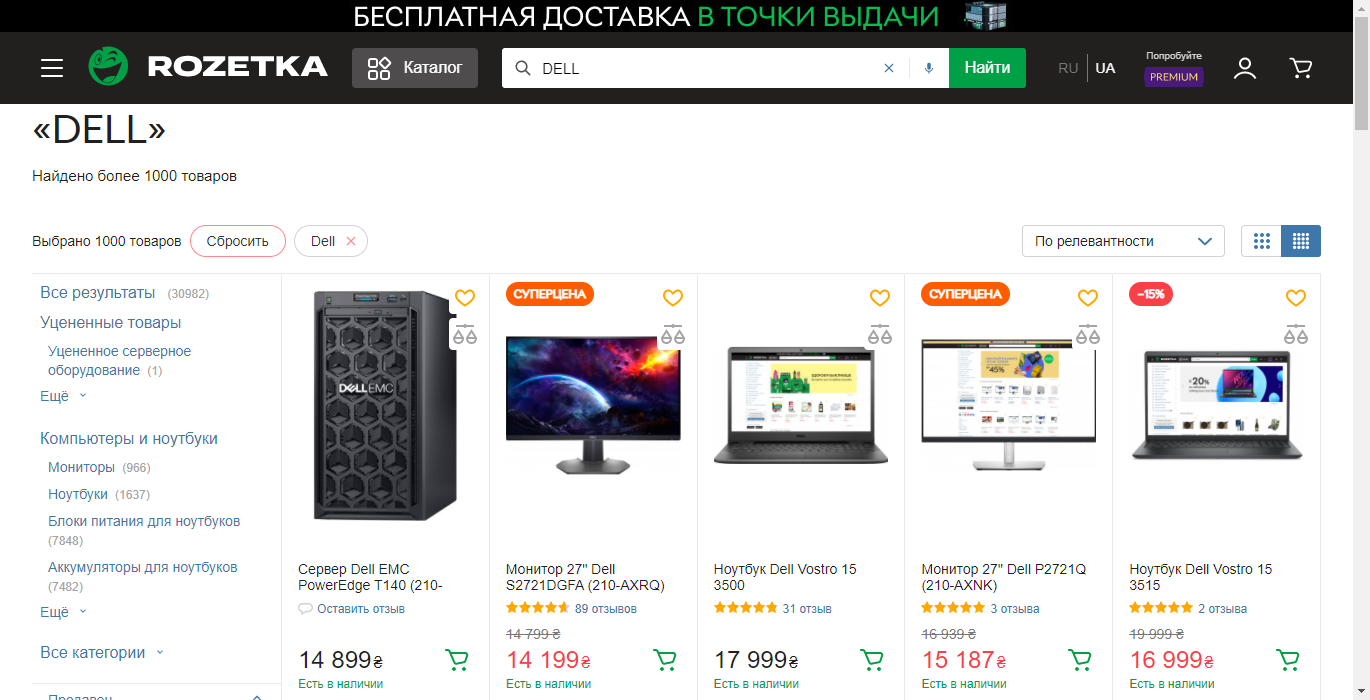 БЕСПЛАТНАЯ ДОСТАВКА В ТОЧКИ ВЫДАЧИ
ROZETKA
Каталог
DELL
Найти
RU
UA
Попробуйте
PREMIUM
«DELL»
Найдено более 1000 товаров
Выбрано 1000 товаров
Сбросить
Dell
По релевантности
Все результаты (30982)
Уцененные товары
Уцененное серверное
оборудование (1)
Ещё
Компьютеры и ноутбуки
Мониторы (966)
Ноутбуки (1637)
Блоки питания для ноутбуков
(7848)
Аккумуляторы для ноутбуков
(7482)
Ещё
Все категории
Продавец
DELLEMC
Сервер Dell EMC
PowerEdge T140 (210-
Оставить отзыв
14 899₴
Есть в наличии
СУПЕРЦЕНА
Монитор 27" Dell
S2721DGFA (210-AXRQ)
89 отзывов
14 799 ₴
14 199₴
Есть в наличии
ROZETKA
Ноутбук Dell Vostro 15
3500
31 отзыв
17 999₴
Есть в наличии
СУПЕРЦЕНА
-45%
Монитор 27" Dell P2721Q
(210-AXNK)
3 отзыва
16 939 ₴
15 187₴
Есть в наличии
−15%
-20%
Ноутбук Dell Vostro 15
3515
2 отзыва
19 999 ₴
16 999₴
Есть в наличии